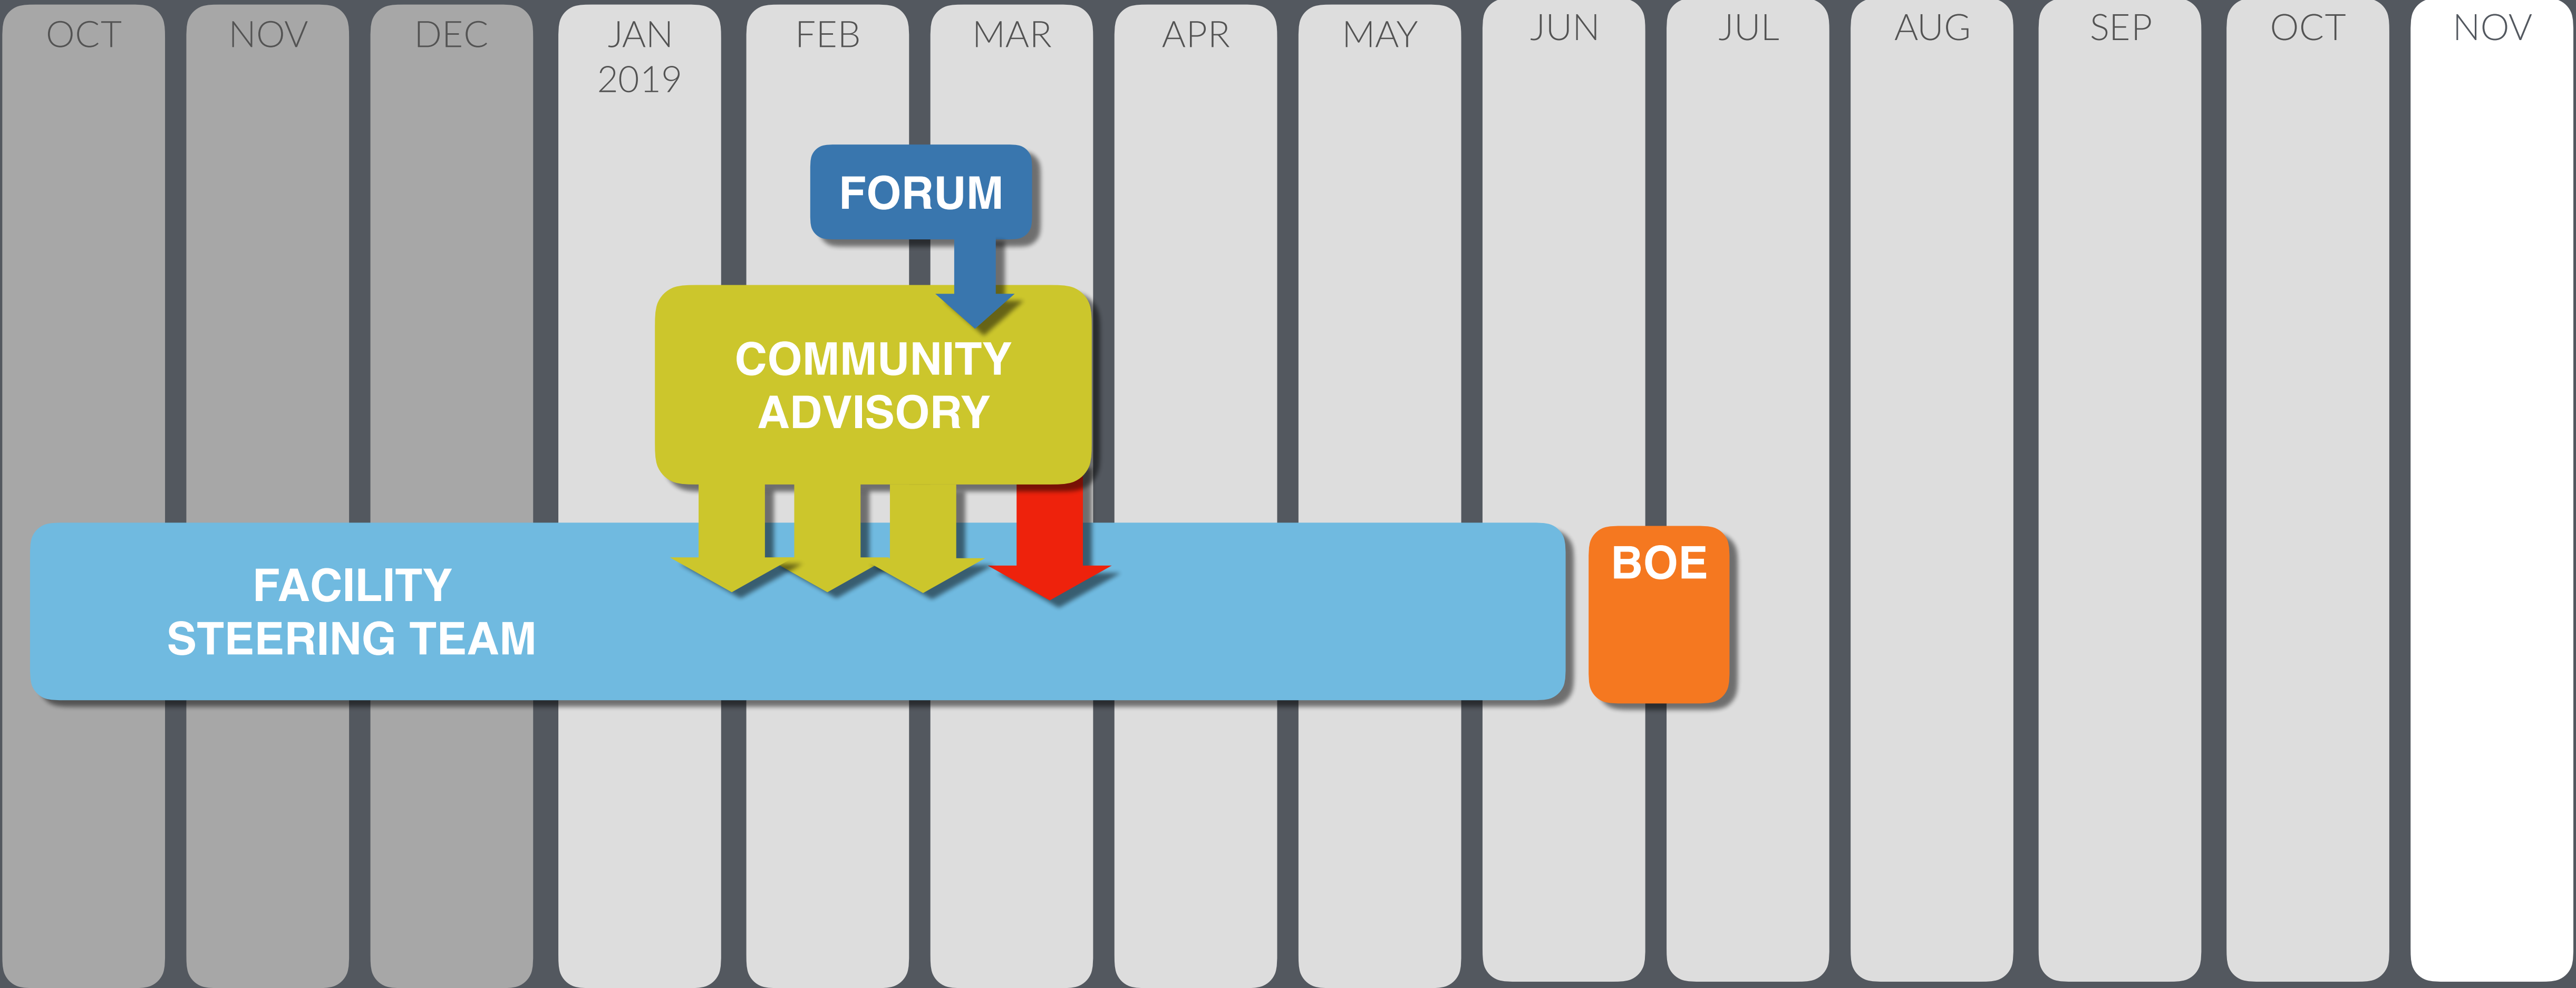 OCT NOV DEC JAN FEB MAR APR MAY JUN JUL AUG SEP OCT NOV
2019
FORUM
COMMUNITY
ADVISORY
FACILITY
STEERING TEAM
BOE